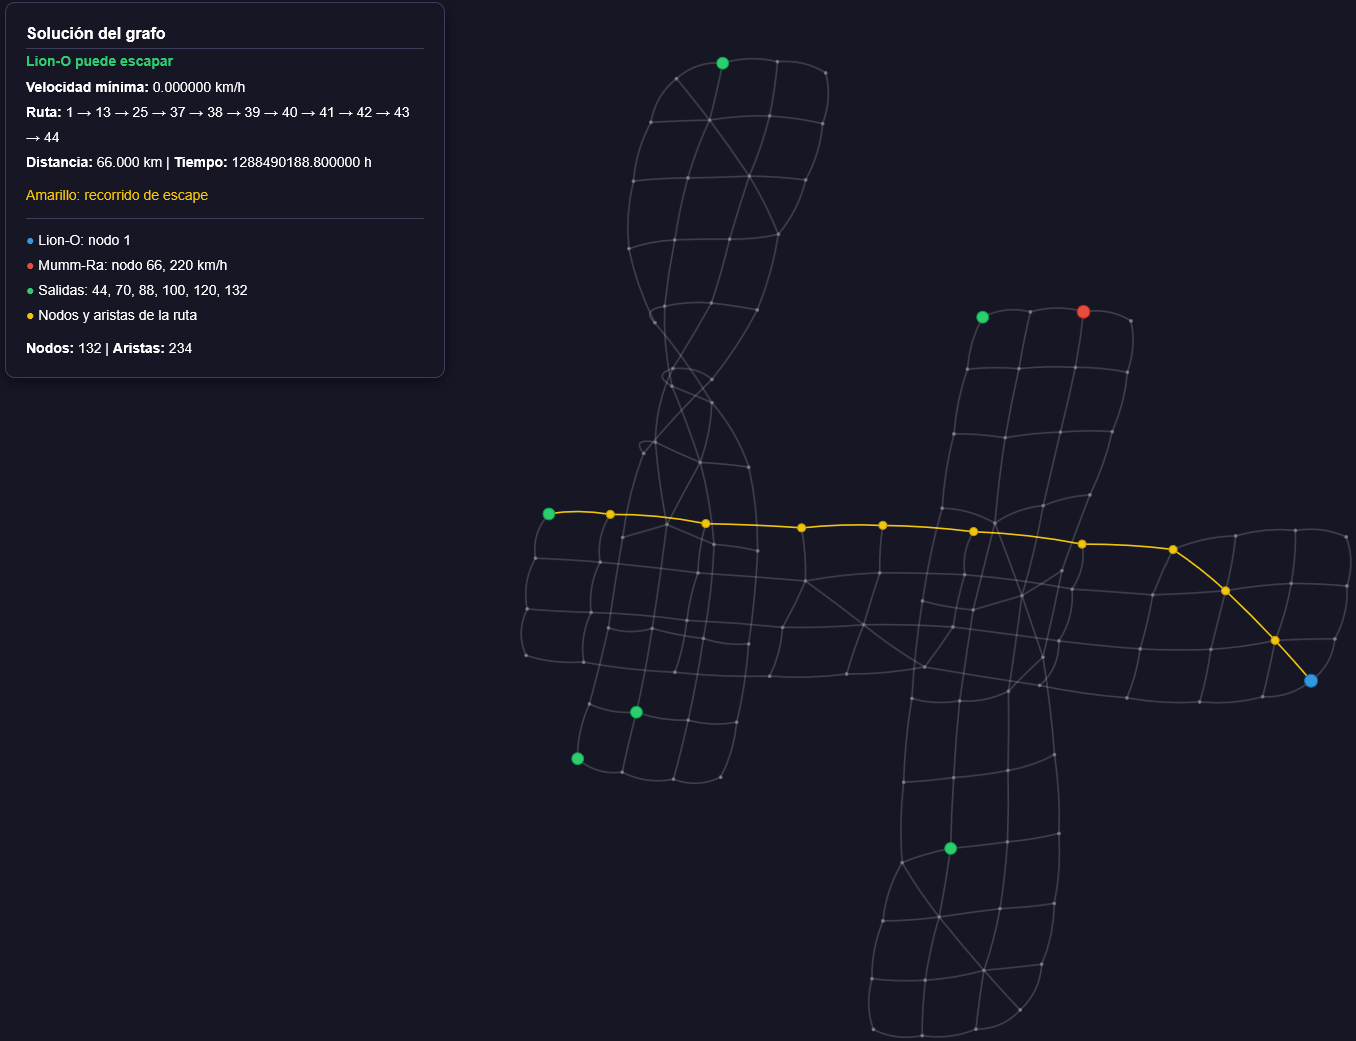 Solución del grafo
Lion-O puede escapar
Velocidad mínima: 0.000000 km/h
Ruta: 1 → 13 → 25 → 37 → 38 → 39 → 40 → 41 → 42 → 43
→ 44
Distancia: 66.000 km | Tiempo: 1288490188.800000 h
Amarillo: recorrido de escape
● Lion-O: nodo 1
● Mumm-Ra: nodo 66, 220 km/h
● Salidas: 44, 70, 88, 100, 120, 132
● Nodos y aristas de la ruta
Nodos: 132 | Aristas: 234